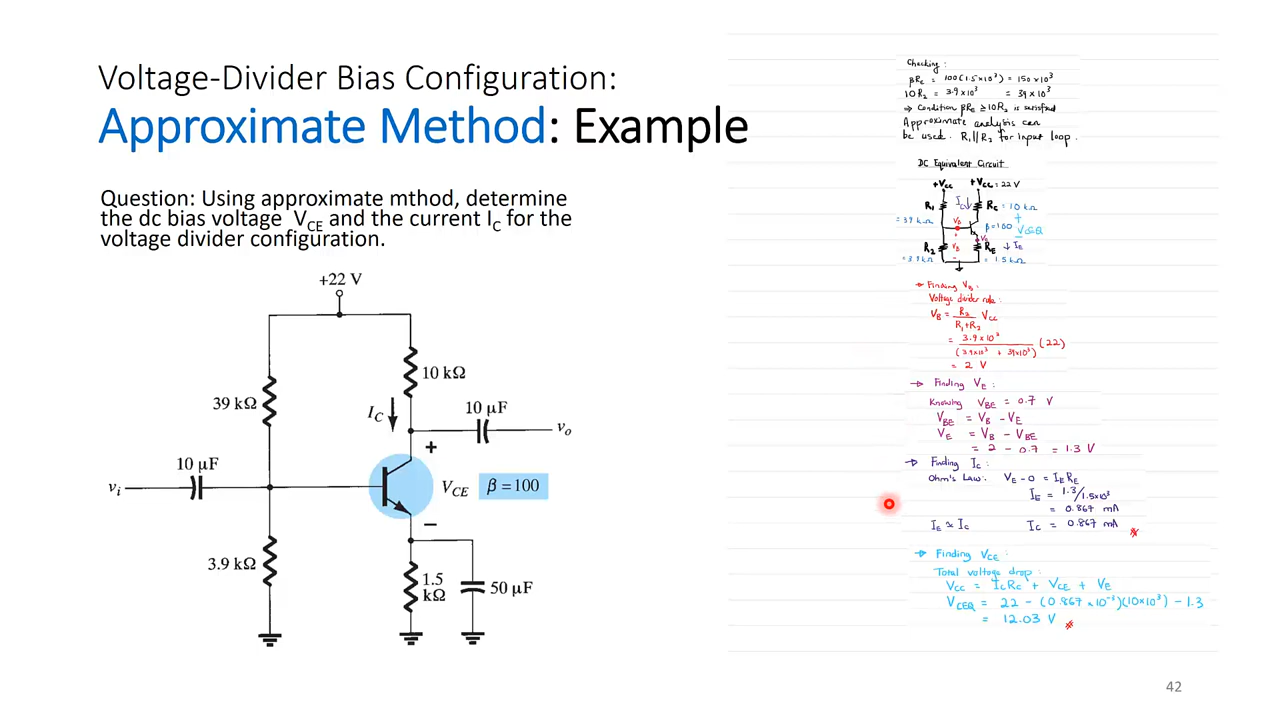 Voltage-Divider Bias Configuration:
Approximate Method: Example
Question: Using approximate mthod, determine
the dc bias voltage V_CE and the current I_C for the
voltage divider configuration.
+22 V
10 kΩ
39 kΩ
I_C
10 μF
v_o
+
10 μF
v_i
V_CE
β = 100
−
3.9 kΩ
1.5
kΩ
50 μF
Checking:
βR_E = 100(1.5×10³) = 150×10³
10R_2 = 3.9×10³ = 39×10³
⇒ Condition βR_E ≥ 10R_2 is satisfied
Approximate analysis can
be used. R_1||R_2 for input loop.
DC Equivalent Circuit
+V_CC +V_CC = 22 V
R_1 I_C↓ R_C = 10 kΩ
= 39 kΩ V_B β = 100 + V_CEQ
V_E
R_2 + V_B − R_E ↓ I_E
= 3.9 kΩ = 1.5 kΩ
→ Finding V_B:
Voltage divider rule:
V_B = R_2 / (R_1+R_2) V_CC
= 3.9×10³ / (3.9×10³ + 39×10³) (22)
= 2 V
→ Finding V_E:
Knowing V_BE = 0.7 V
V_BE = V_B − V_E
V_E = V_B − V_BE
= 2 − 0.7 = 1.3 V
→ Finding I_C:
Ohm's Law: V_E − 0 = I_E R_E
I_E = 1.3/1.5×10³
= 0.867 mA
I_E ≃ I_C I_C = 0.867 mA
→ Finding V_CE:
Total voltage drop:
V_CC = I_C R_C + V_CE + V_E
V_CEQ = 22 − (0.867×10⁻³)(10×10³) − 1.3
= 12.03 V
42